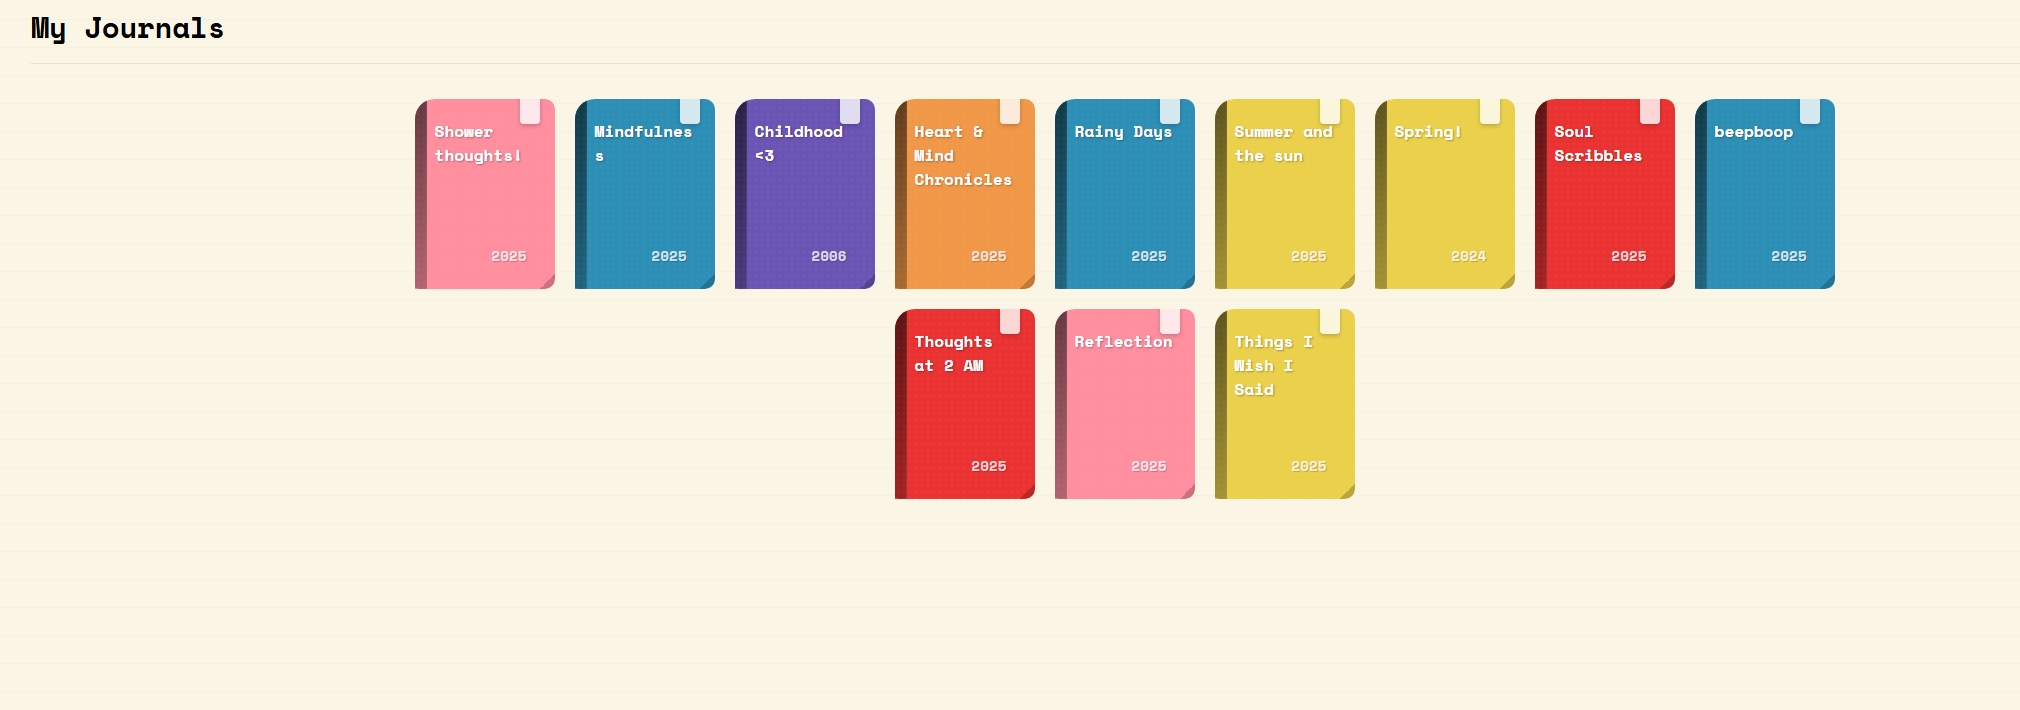 My Journals
Shower
thoughts!
2025
Mindfulnes
s
2025
Childhood
<3
2006
Heart &
Mind
Chronicles
2025
Rainy Days
2025
Summer and
the sun
2025
Spring!
2024
Soul
Scribbles
2025
beepboop
2025
Thoughts
at 2 AM
2025
Reflection
2025
Things I
Wish I
Said
2025